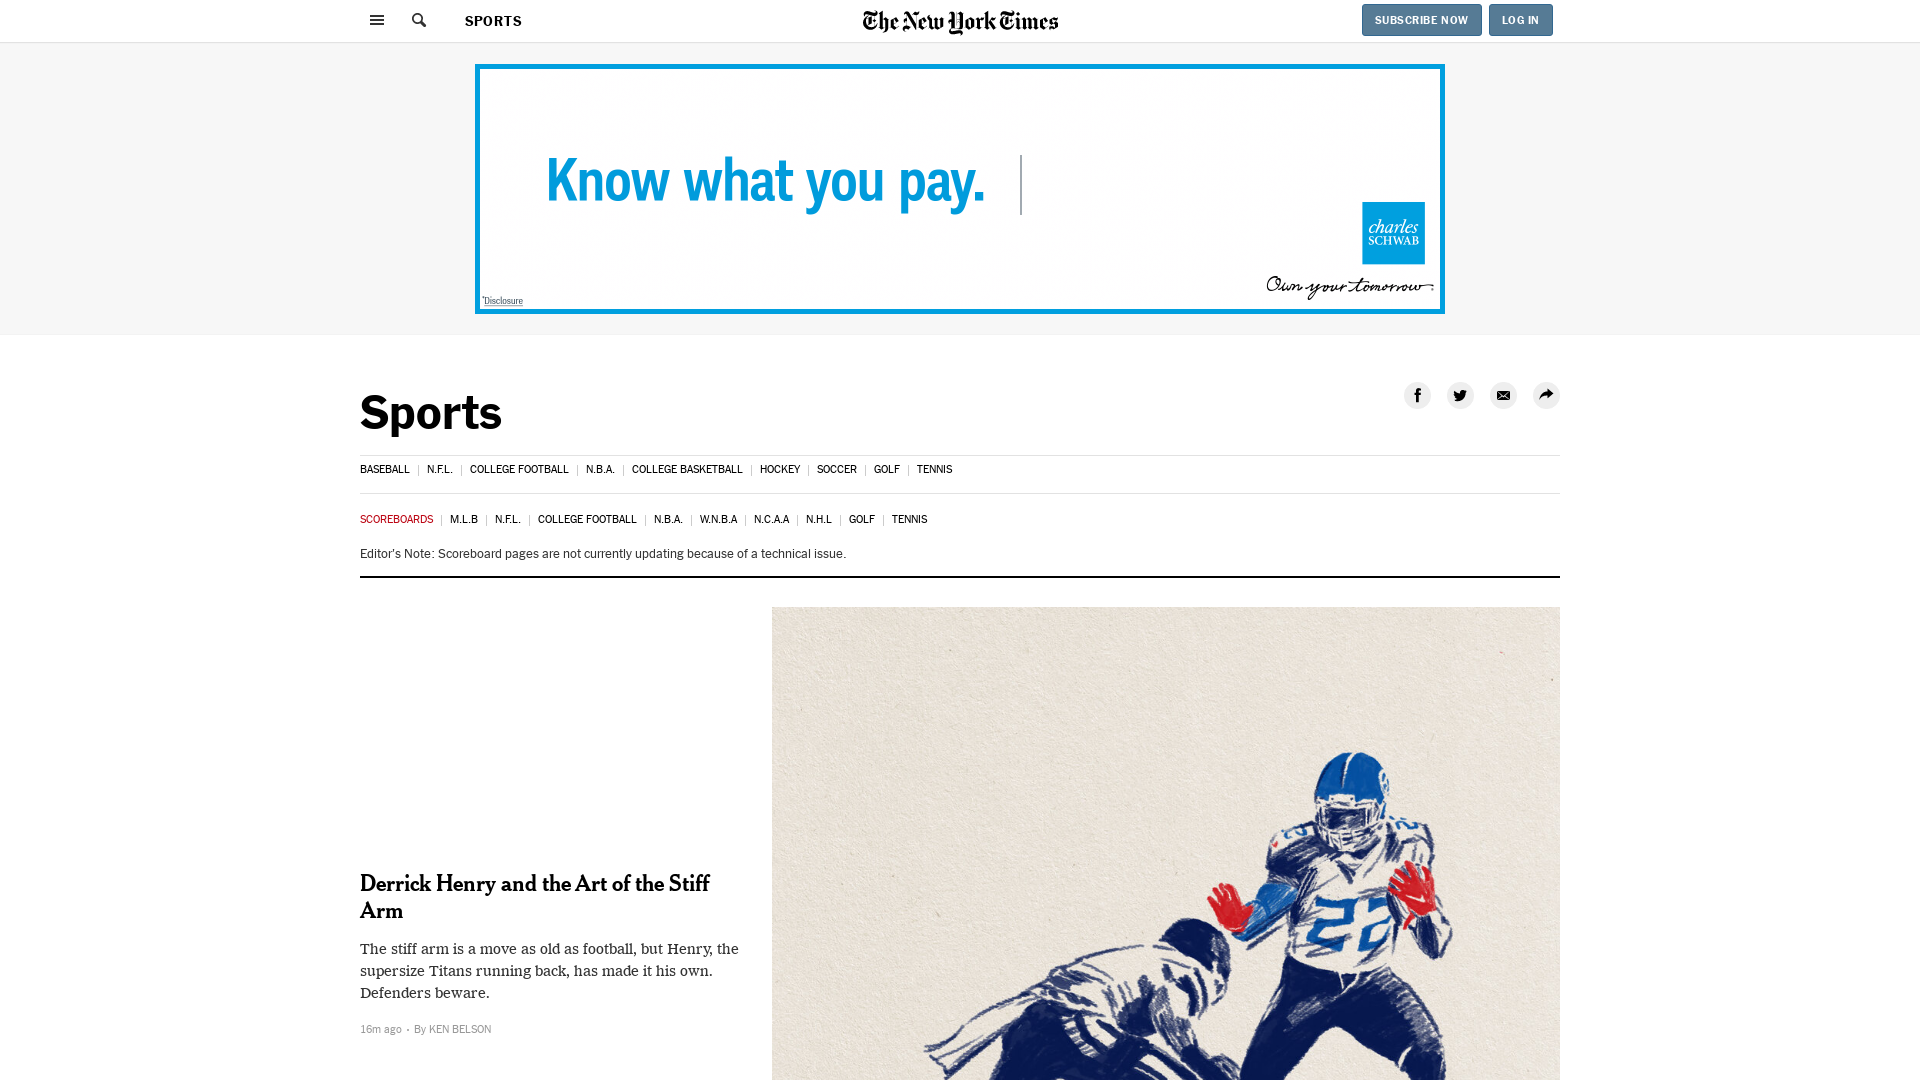 SPORTS
The New York Times
SUBSCRIBE NOW
LOG IN
Know what you pay.
charles
SCHWAB
Own your tomorrow.
*Disclosure
Sports
BASEBALL | N.F.L. | COLLEGE FOOTBALL | N.B.A. | COLLEGE BASKETBALL | HOCKEY | SOCCER | GOLF | TENNIS
SCOREBOARDS | M.L.B | N.F.L. | COLLEGE FOOTBALL | N.B.A. | W.N.B.A | N.C.A.A | N.H.L | GOLF | TENNIS
Editor's Note: Scoreboard pages are not currently updating because of a technical issue.
Derrick Henry and the Art of the Stiff
Arm
The stiff arm is a move as old as football, but Henry, the
supersize Titans running back, has made it his own.
Defenders beware.
16m ago • By KEN BELSON
22
22